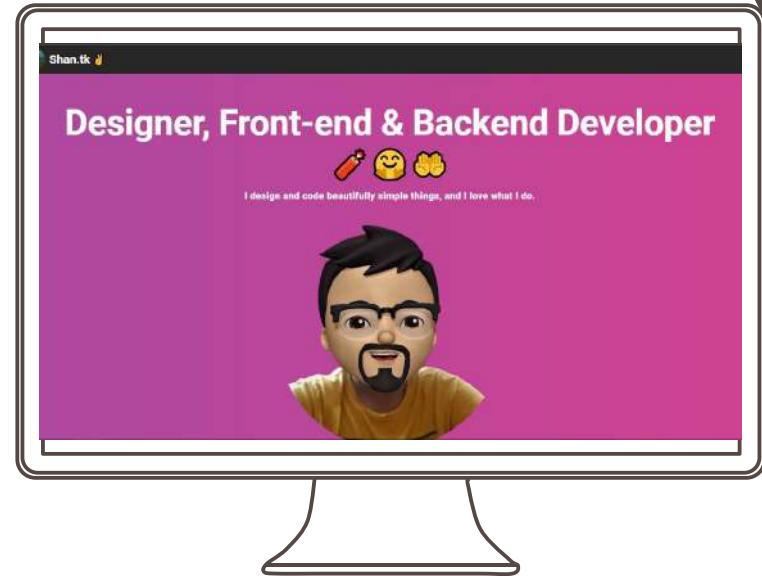 Shan.tk ✌️
Designer, Front-end & Backend Developer
🧨 🤗 🤲
I design and code beautifully simple things, and I love what I do.